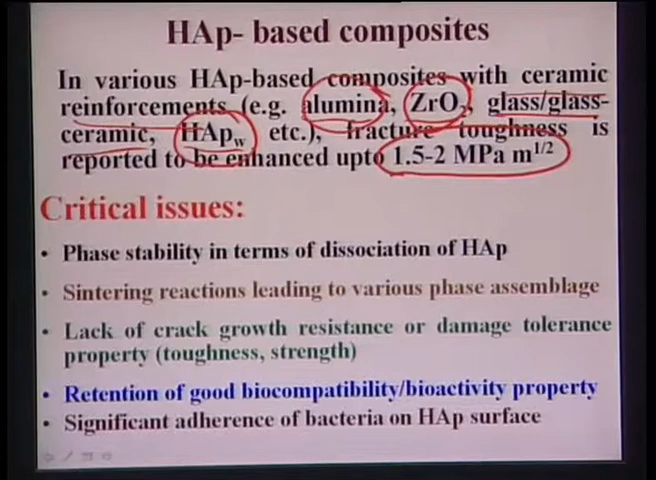 HAp- based composites
In various HAp-based composites with ceramic
reinforcements (e.g. alumina, ZrO₂, glass/glass-
ceramic, HApw etc.), fracture toughness is
reported to be enhanced upto 1.5-2 MPa m^1/2
Critical issues:
• Phase stability in terms of dissociation of HAp
• Sintering reactions leading to various phase assemblage
• Lack of crack growth resistance or damage tolerance
property (toughness, strength)
• Retention of good biocompatibility/bioactivity property
• Significant adherence of bacteria on HAp surface